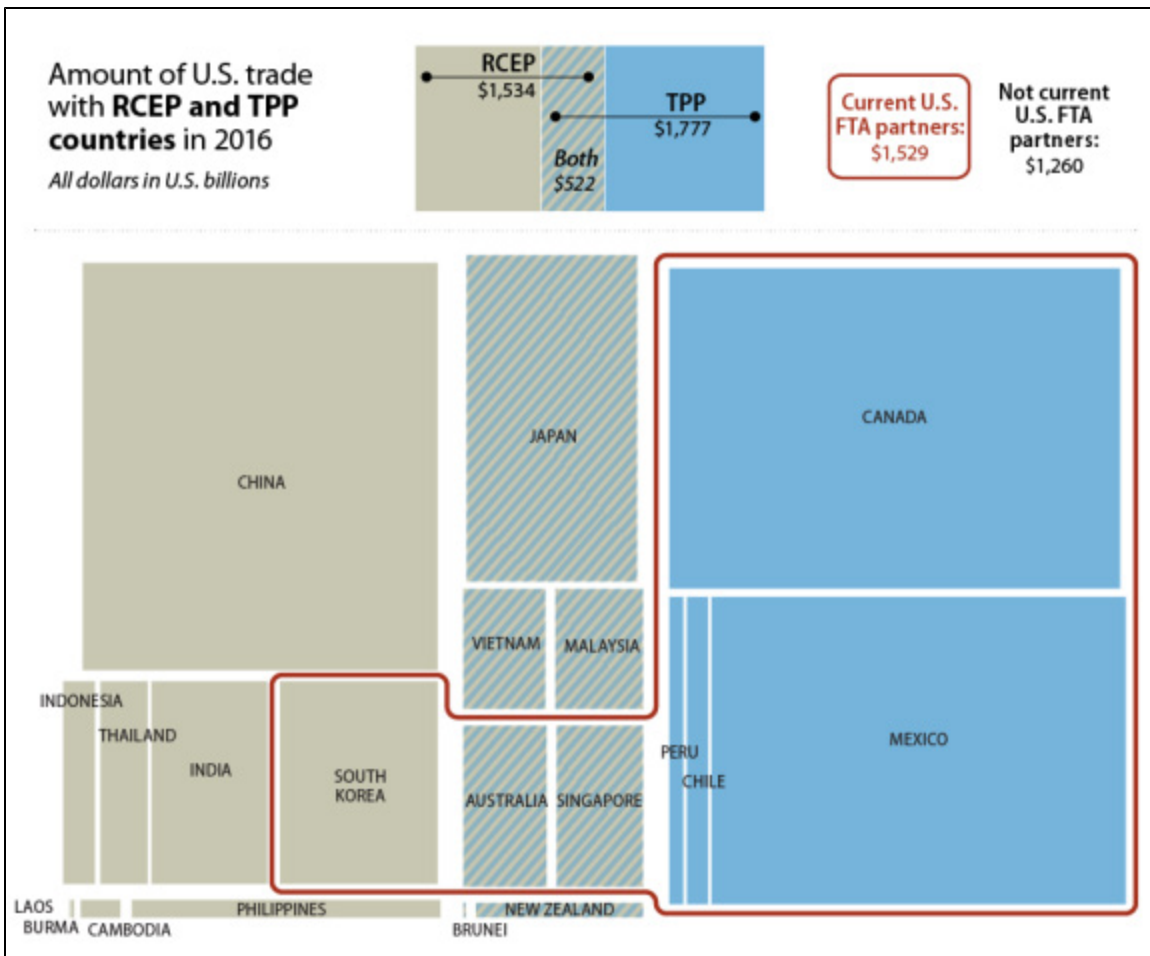 Amount of U.S. trade
with RCEP and TPP
countries in 2016
All dollars in U.S. billions
RCEP
$1,534
TPP
$1,777
Both
$522
Current U.S.
FTA partners:
$1,529
Not current
U.S. FTA
partners:
$1,260
CHINA
JAPAN
CANADA
VIETNAM
MALAYSIA
INDONESIA
THAILAND
INDIA
SOUTH
KOREA
AUSTRALIA
SINGAPORE
PERU
CHILE
MEXICO
LAOS
BURMA
CAMBODIA
PHILIPPINES
BRUNEI
NEW ZEALAND